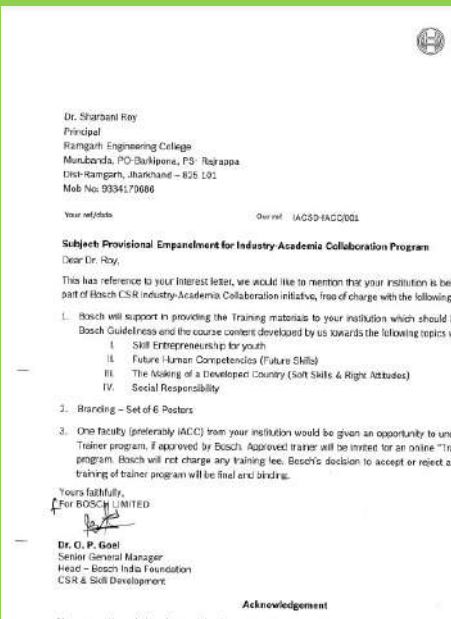 Dr. Sharbani Roy
Principal
Ramgarh Engineering College
Murubanda, PO-Barkipona, PS- Rajrappa
Dist-Ramgarh, Jharkhand – 825 101
Mob No: 9334170686
Your ref/date Our ref IACSD-IACC/001
Subject: Provisional Empanelment for Industry-Academia Collaboration Program
Dear Dr. Roy,
This has reference to your interest letter, we would like to mention that your institution is be
part of Bosch CSR Industry-Academia Collaboration initiative, free of charge with the following
1. Bosch will support in providing the Training materials to your institution which should
Bosch Guideliness and the course content developed by us towards the following topics
I. Skill Entrepreneurship for youth
II. Future Human Competencies (Future Skills)
III. The Making of a Developed Country (Soft Skills & Right Attitudes)
IV. Social Responsibility
2. Branding – Set of 6 Posters
3. One faculty (preferably IACC) from your institution would be given an opportunity to un
Trainer program, if approved by Bosch. Approved trainer will be invited for an online "Tr
program. Bosch will not charge any training fee. Bosch's decision to accept or reject a
training of trainer program will be final and binding.
Yours faithfully,
For BOSCH LIMITED
Dr. O. P. Goel
Senior General Manager
Head – Bosch India Foundation
CSR & Skill Development
Acknowledgement